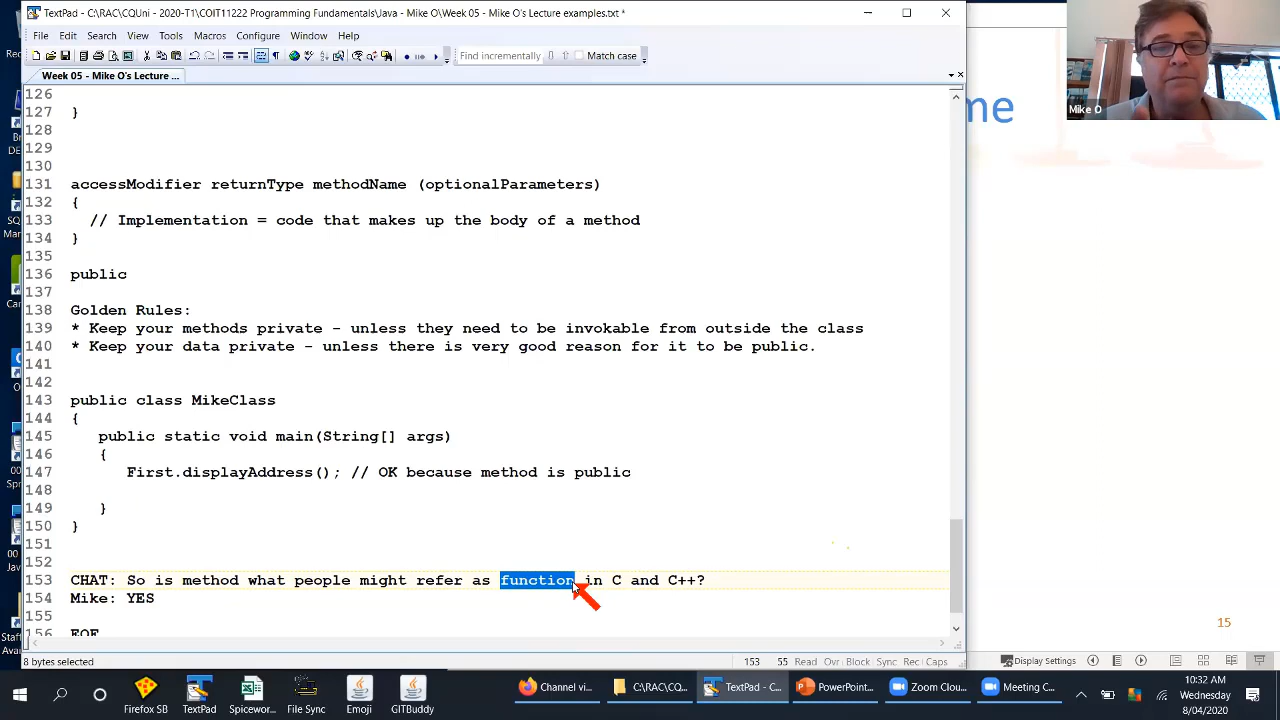 TextPad - C:\RAC\CQUni - 2020-T1\COIT11222 Programming Fundamentals\Java - Mike O\Week 05 - Mike O's Lecture examples.txt *
File Edit Search View Tools Macros Configure Window Help
Find incrementally Match case
Week 05 - Mike O's Lecture ...
126
127 }
128
129
130
131 accessModifier returnType methodName (optionalParameters)
132 {
133 // Implementation = code that makes up the body of a method
134 }
135
136 public
137
138 Golden Rules:
139 * Keep your methods private - unless they need to be invokable from outside the class
140 * Keep your data private - unless there is very good reason for it to be public.
141
142
143 public class MikeClass
144 {
145 public static void main(String[] args)
146 {
147 First.displayAddress(); // OK because method is public
148
149 }
150 }
151
152
153 CHAT: So is method what people might refer as function in C and C++?
154 Mike: YES
155
156 EOF
8 bytes selected 153 55 Read Ovr Block Sync Rec Caps
Mike O
me
15
Display Settings
Firefox SB TextPad Spicewor... File Sync Emoji GITBuddy
Channel vi... C:\RAC\CQU... TextPad - C... PowerPoint... Zoom Clou... Meeting C...
10:32 AM
Wednesday
8/04/2020